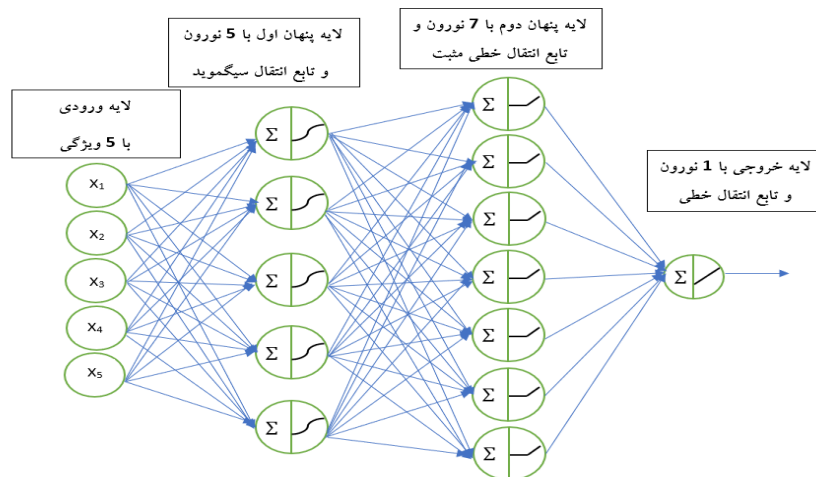 لایه پنهان اول با 5 نورون
و تابع انتقال سیگموید
لایه پنهان دوم با 7 نورون و
تابع انتقال خطی مثبت
لایه ورودی
با 5 ویژگی
لایه خروجی با 1 نورون
و تابع انتقال خطی
x₁
x₂
x₃
x₄
x₅
Σ
Σ
Σ
Σ
Σ
Σ
Σ
Σ
Σ
Σ
Σ
Σ
Σ